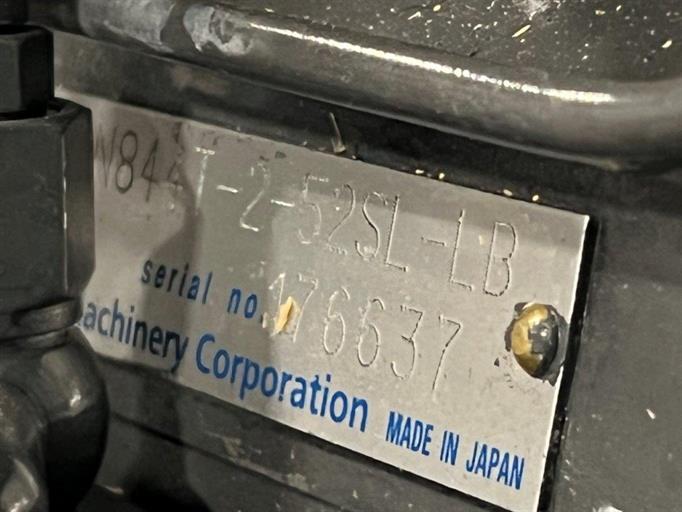 W844T-2-52SL-LB
serial no.176637
achinery Corporation MADE IN JAPAN